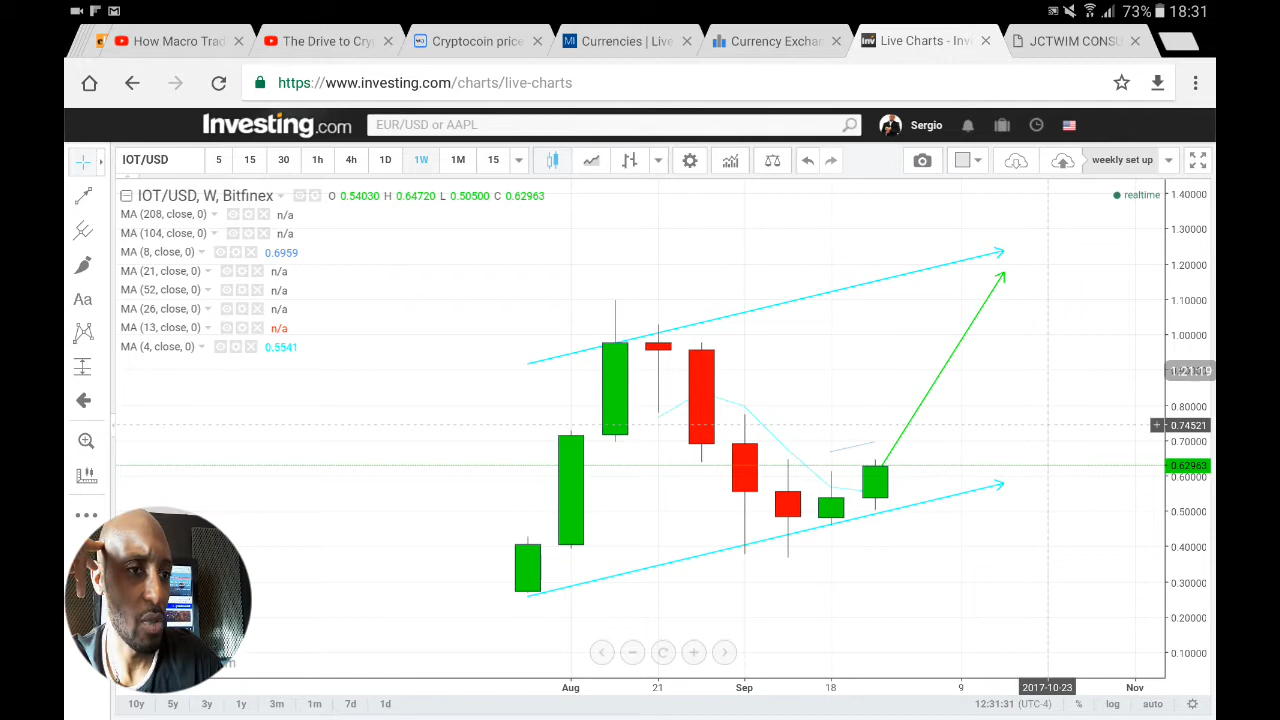 73% 18:31
How Macro Trad
The Drive to Cry
Cryptocoin price
Currencies | Live
Currency Exchan
Live Charts - Inve
JCTWIM CONSU
https://www.investing.com/charts/live-charts
Investing.com
EUR/USD or AAPL
Sergio
IOT/USD 5 15 30 1h 4h 1D 1W 1M 15 weekly set up
IOT/USD, W, Bitfinex O 0.54030 H 0.64720 L 0.50500 C 0.62963
realtime
MA (208, close, 0) n/a
MA (104, close, 0) n/a
MA (8, close, 0) 0.6959
MA (21, close, 0) n/a
MA (52, close, 0) n/a
MA (26, close, 0) n/a
MA (13, close, 0) n/a
MA (4, close, 0) 0.5541
Aa
1.40000
1.30000
1.20000
1.10000
1.00000
0.80000
0.74521
0.70000
0.62963
0.60000
0.50000
0.40000
0.30000
0.20000
0.10000
Aug 21 Sep 18 9 2017-10-23 Nov
10y 5y 3y 1y 3m 1m 7d 1d 12:31:31 (UTC-4) % log auto